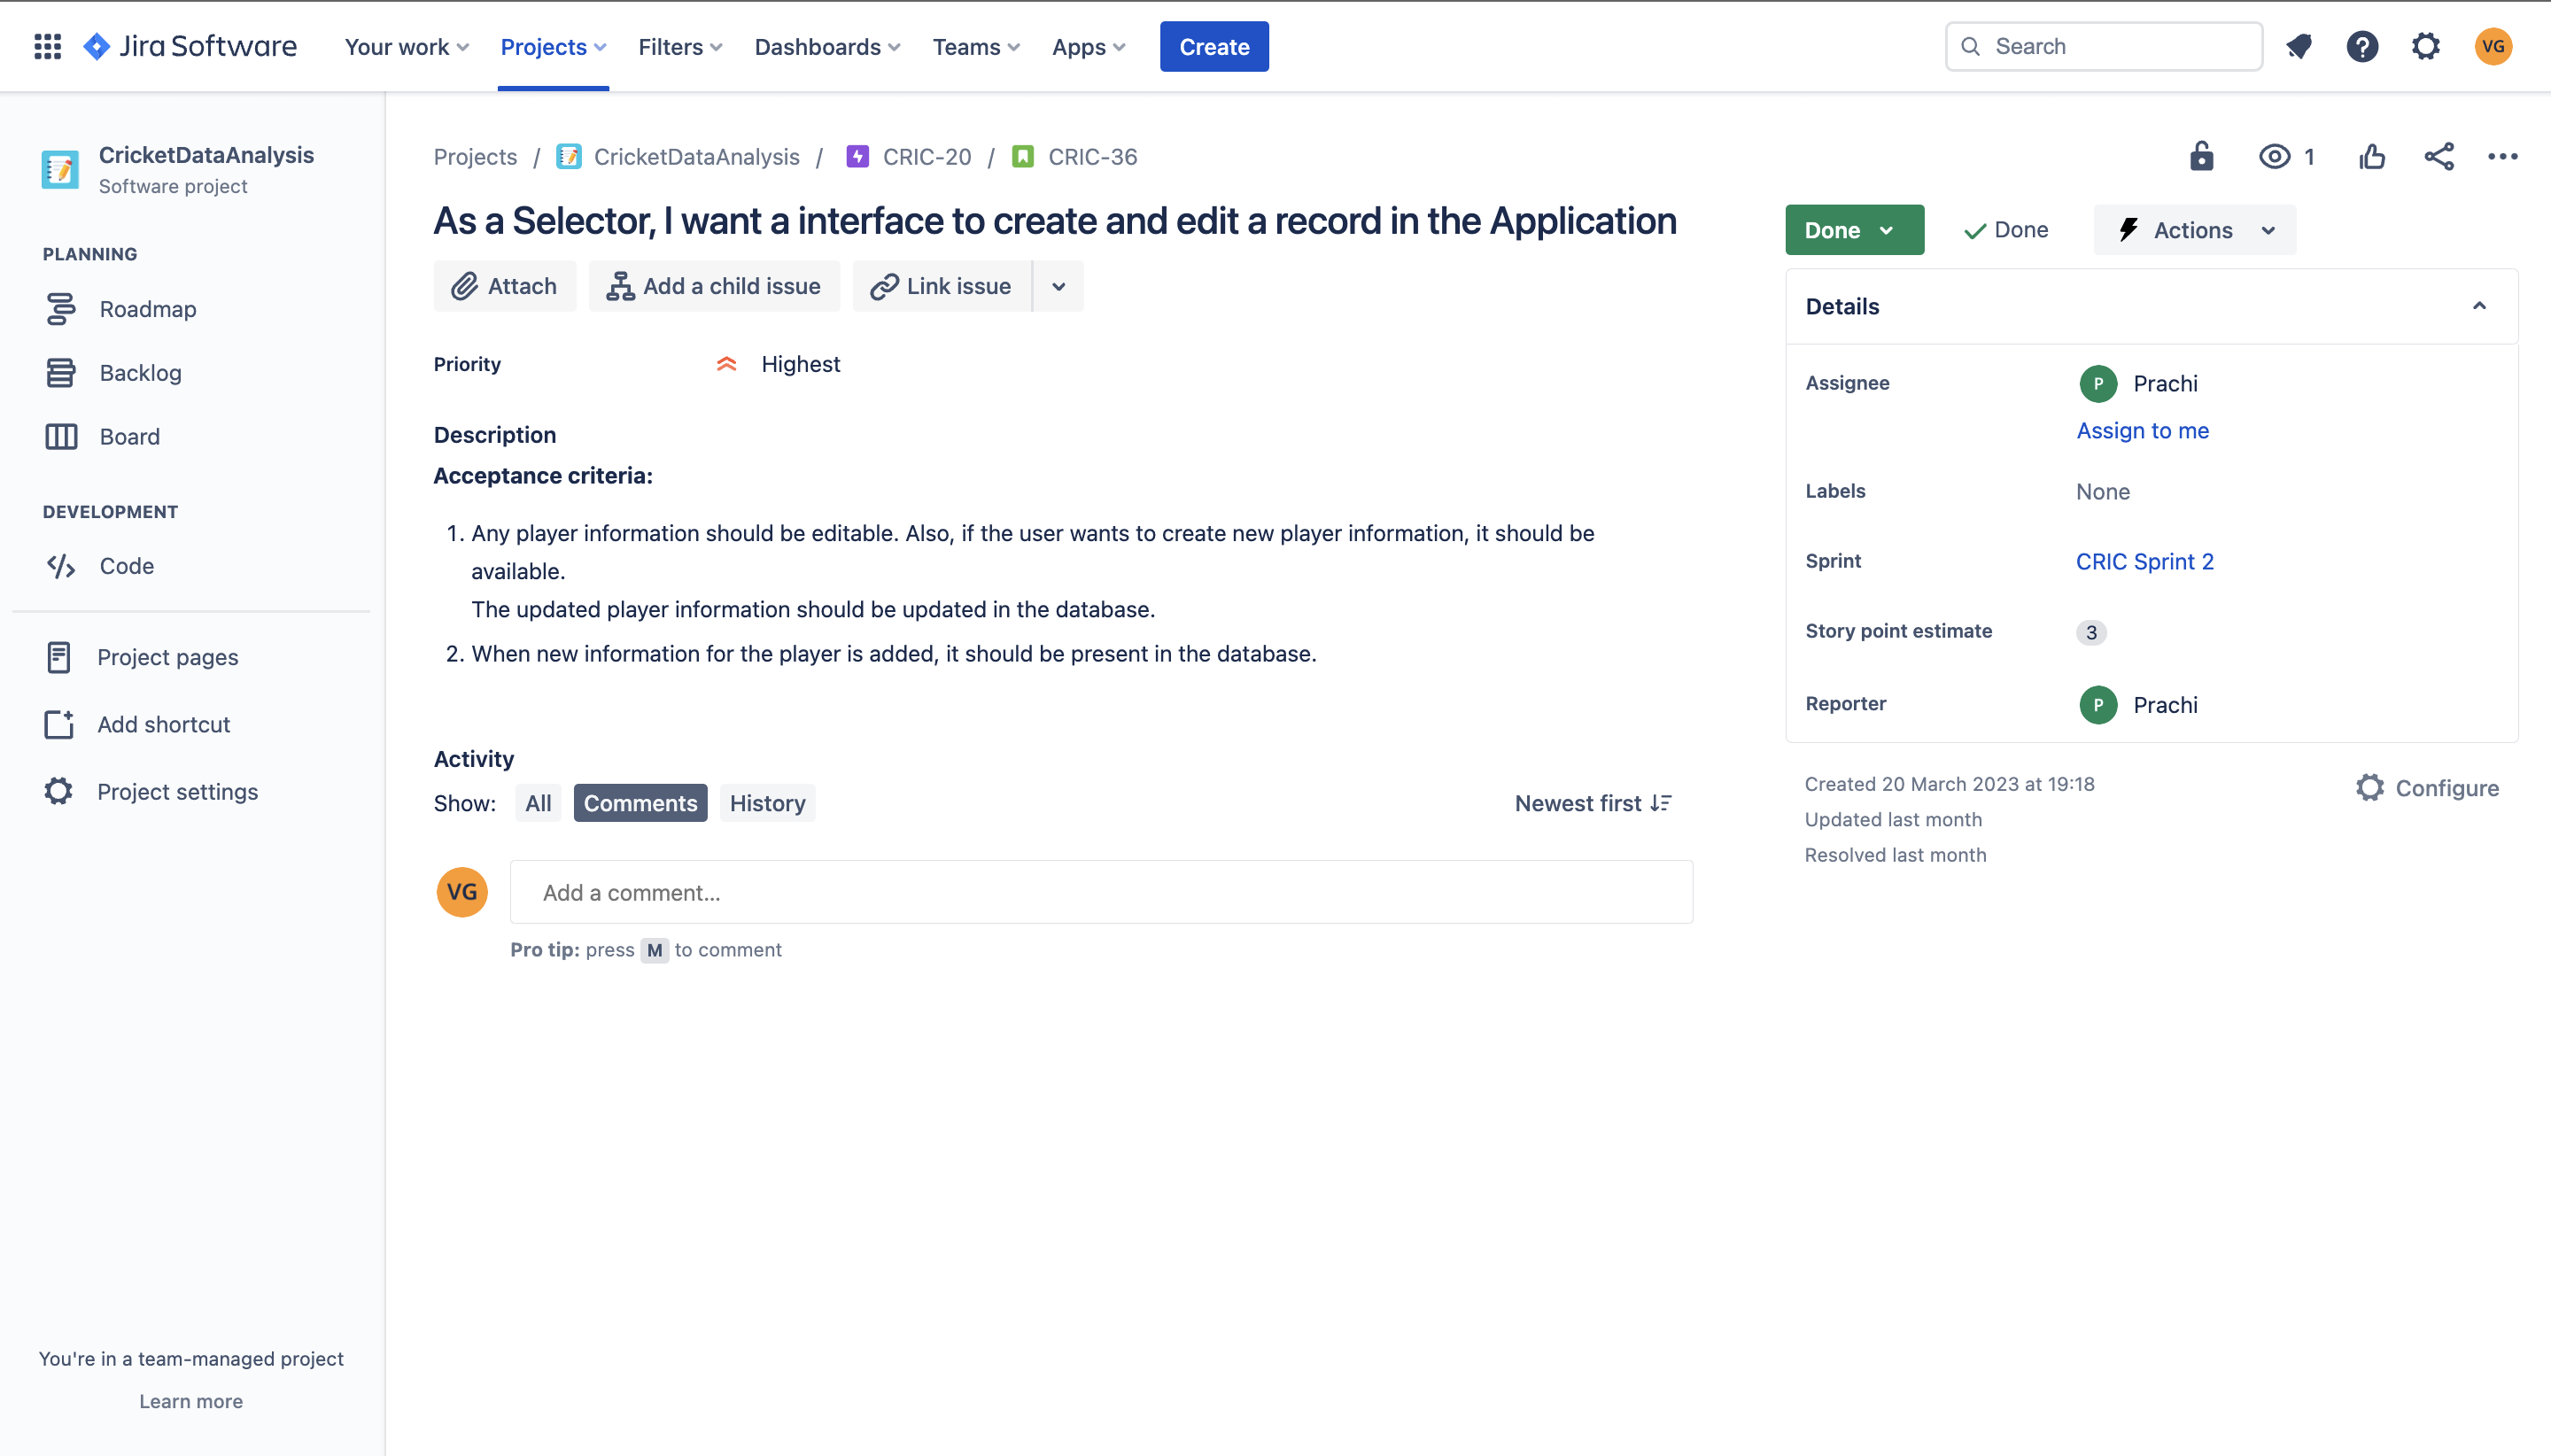 Jira Software
Your work
Projects
Filters
Dashboards
Teams
Apps
Create
Search
VG
CricketDataAnalysis
Software project
PLANNING
Roadmap
Backlog
Board
DEVELOPMENT
Code
Project pages
Add shortcut
Project settings
You're in a team-managed project
Learn more
Projects / CricketDataAnalysis / CRIC-20 / CRIC-36
1
As a Selector, I want a interface to create and edit a record in the Application
Attach
Add a child issue
Link issue
Priority
Highest
Description
Acceptance criteria:
1. Any player information should be editable. Also, if the user wants to create new player information, it should be
available.
The updated player information should be updated in the database.
2. When new information for the player is added, it should be present in the database.
Activity
Show: All Comments History
Newest first
VG
Add a comment...
Pro tip: press M to comment
Done
Done
Actions
Details
Assignee
P Prachi
Assign to me
Labels
None
Sprint
CRIC Sprint 2
Story point estimate
3
Reporter
P Prachi
Created 20 March 2023 at 19:18
Updated last month
Resolved last month
Configure